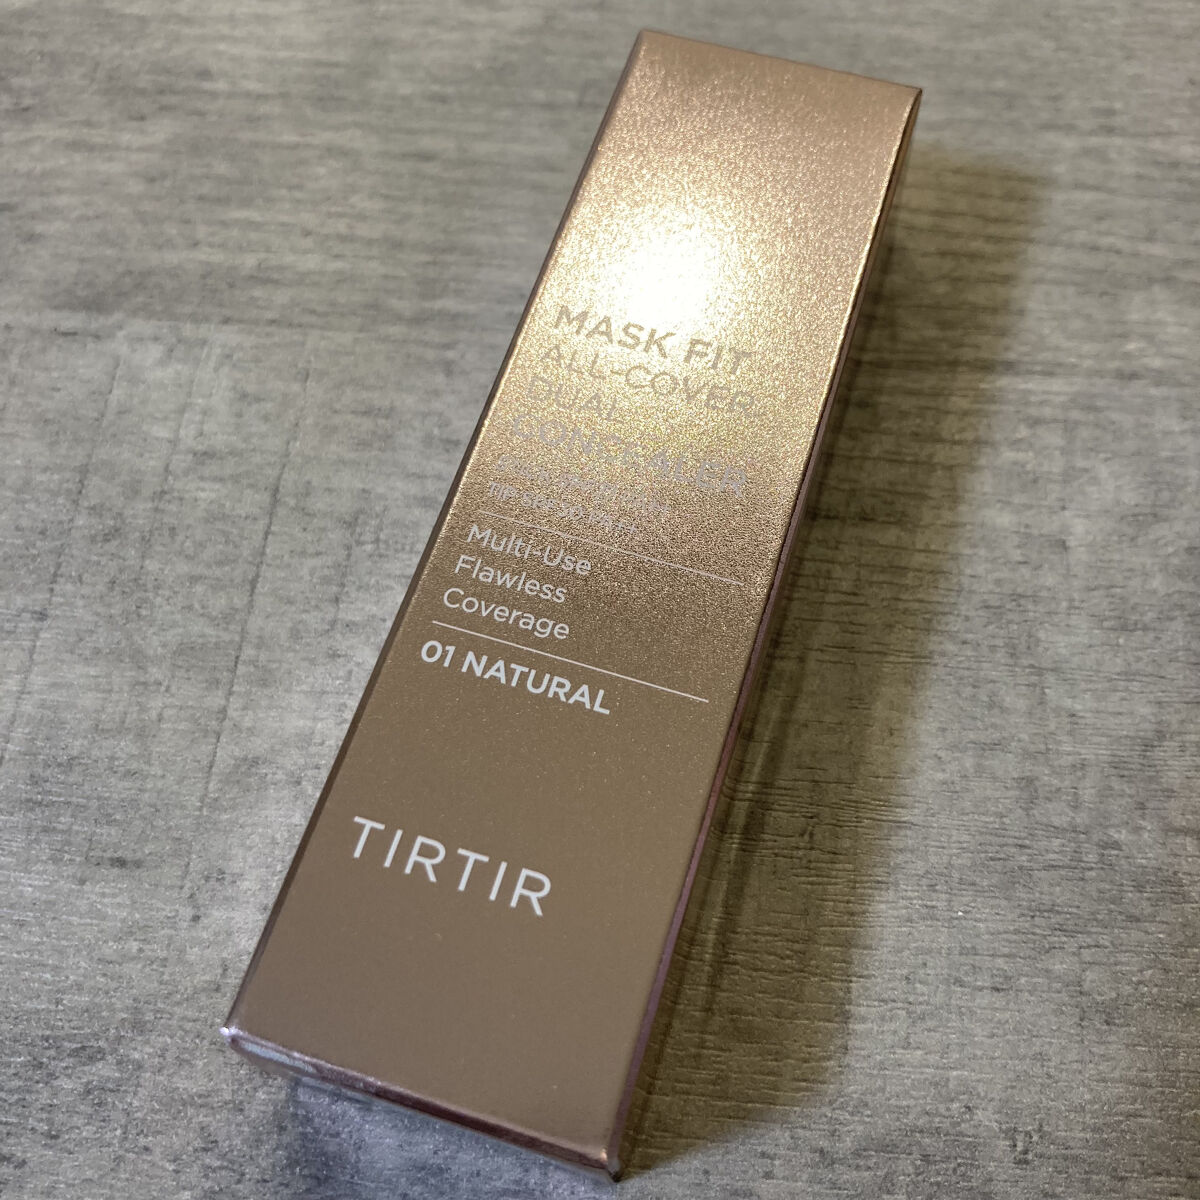 MASK FIT
ALL-COVER
DUAL
CONCEALER
Multi-Use
Flawless
Coverage
01 NATURAL
TIRTIR